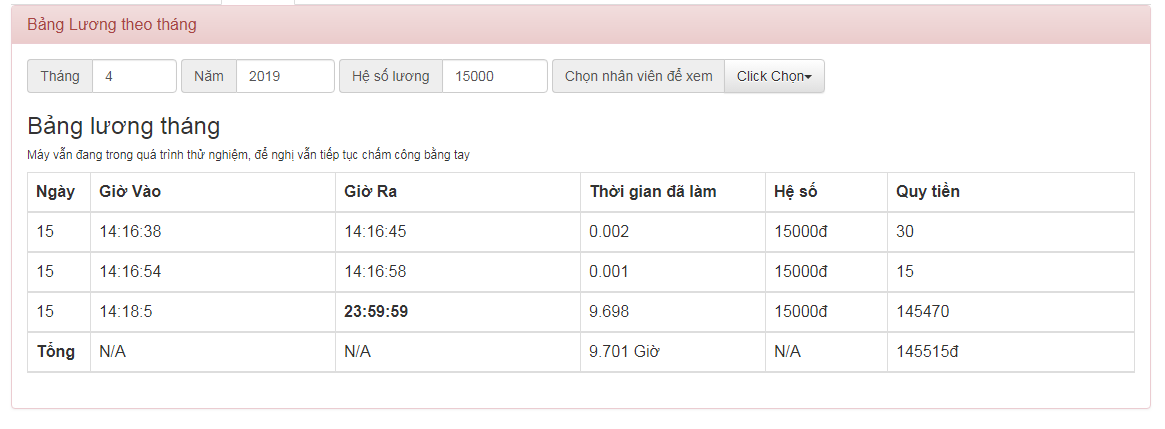 Bảng Lương theo tháng
Tháng 4 Năm 2019 Hệ số lương 15000 Chọn nhân viên để xem Click Chọn
Bảng lương tháng
Máy vẫn đang trong quá trình thử nghiệm, đề nghị vẫn tiếp tục chấm công bằng tay
Ngày Giờ Vào Giờ Ra Thời gian đã làm Hệ số Quy tiền
15 14:16:38 14:16:45 0.002 15000đ 30
15 14:16:54 14:16:58 0.001 15000đ 15
15 14:18:5 23:59:59 9.698 15000đ 145470
Tổng N/A N/A 9.701 Giờ N/A 145515đ